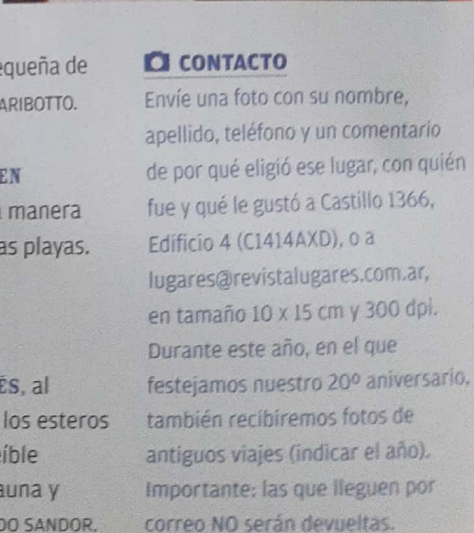 equeña de
ARIBOTTO.
EN
manera
as playas.
ÉS, al
los esteros
eíble
auna y
DO SANDOR.
CONTACTO
Envíe una foto con su nombre,
apellido, teléfono y un comentario
de por qué eligió ese lugar, con quién
fue y qué le gustó a Castillo 1366,
Edificio 4 (C1414AXD), o a
lugares@revistalugares.com.ar,
en tamaño 10 x 15 cm y 300 dpi.
Durante este año, en el que
festejamos nuestro 20º aniversario,
también recibiremos fotos de
antiguos viajes (indicar el año).
Importante: las que lleguen por
correo NO serán devueltas.